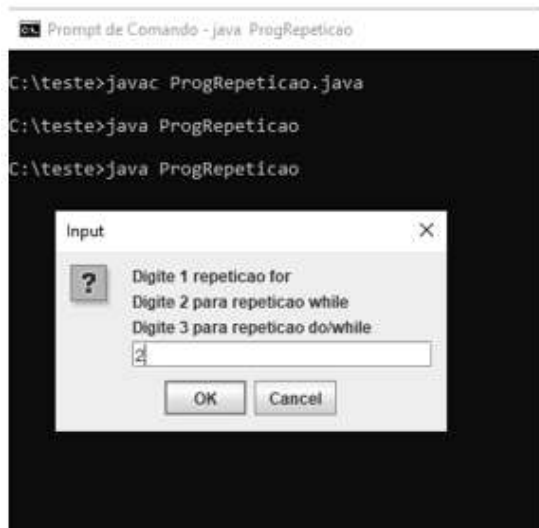 Prompt de Comando - java ProgRepeticao
C:\teste>javac ProgRepeticao.java
C:\teste>java ProgRepeticao
C:\teste>java ProgRepeticao
Input
?
Digite 1 repeticao for
Digite 2 para repeticao while
Digite 3 para repeticao do/while
2
OK
Cancel